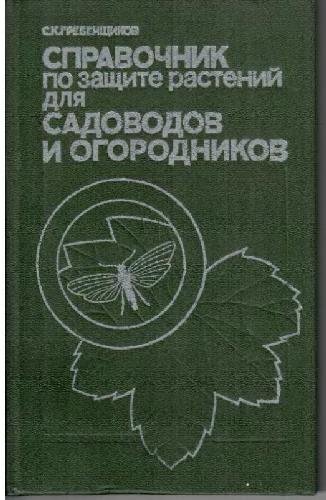 С.К.ГРЕБЕНЩИКОВ
СПРАВОЧНИК
ПО ЗАЩИТЕ РАСТЕНИЙ
ДЛЯ
САДОВОДОВ
И ОГОРОДНИКОВ